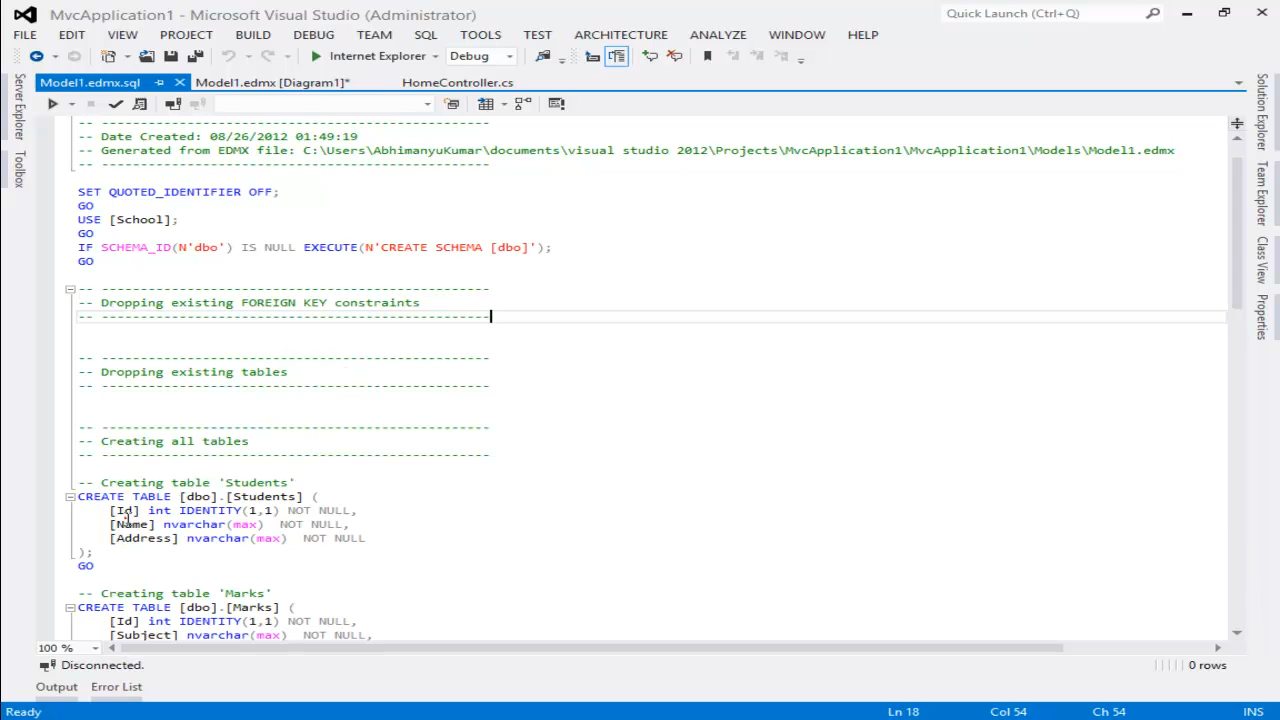 MvcApplication1 - Microsoft Visual Studio (Administrator)
Quick Launch (Ctrl+Q)
FILE EDIT VIEW PROJECT BUILD DEBUG TEAM SQL TOOLS TEST ARCHITECTURE ANALYZE WINDOW HELP
Internet Explorer Debug
Model1.edmx.sql Model1.edmx [Diagram1]* HomeController.cs
Server Explorer
Toolbox
Solution Explorer
Team Explorer
Class View
Properties
-- --------------------------------------------------
-- Date Created: 08/26/2012 01:49:19
-- Generated from EDMX file: C:\Users\AbhimanyuKumar\documents\visual studio 2012\Projects\MvcApplication1\MvcApplication1\Models\Model1.edmx
-- --------------------------------------------------
SET QUOTED_IDENTIFIER OFF;
GO
USE [School];
GO
IF SCHEMA_ID(N'dbo') IS NULL EXECUTE(N'CREATE SCHEMA [dbo]');
GO
-- --------------------------------------------------
-- Dropping existing FOREIGN KEY constraints
-- --------------------------------------------------
-- --------------------------------------------------
-- Dropping existing tables
-- --------------------------------------------------
-- --------------------------------------------------
-- Creating all tables
-- --------------------------------------------------
-- Creating table 'Students'
CREATE TABLE [dbo].[Students] (
[Id] int IDENTITY(1,1) NOT NULL,
[Name] nvarchar(max) NOT NULL,
[Address] nvarchar(max) NOT NULL
);
GO
-- Creating table 'Marks'
CREATE TABLE [dbo].[Marks] (
[Id] int IDENTITY(1,1) NOT NULL,
[Subject] nvarchar(max) NOT NULL,
100 %
Disconnected. 0 rows
Output Error List
Ready Ln 18 Col 54 Ch 54 INS